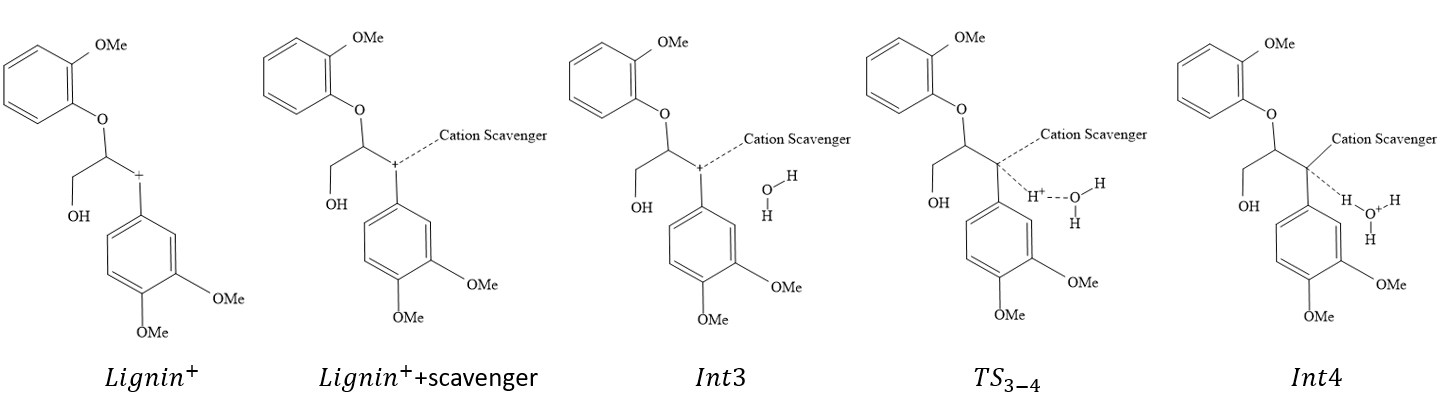 OMe
O
+
OH
OMe
OMe
Lignin⁺
OMe
O
Cation Scavenger
+
OH
OMe
OMe
Lignin⁺+scavenger
OMe
O
Cation Scavenger
+
H
O
H
OH
OMe
OMe
Int3
OMe
O
Cation Scavenger
H
H⁺
O
H
OH
OMe
OMe
TS₃₋₄
OMe
O
Cation Scavenger
H
H
O⁺
H
OH
OMe
OMe
Int4